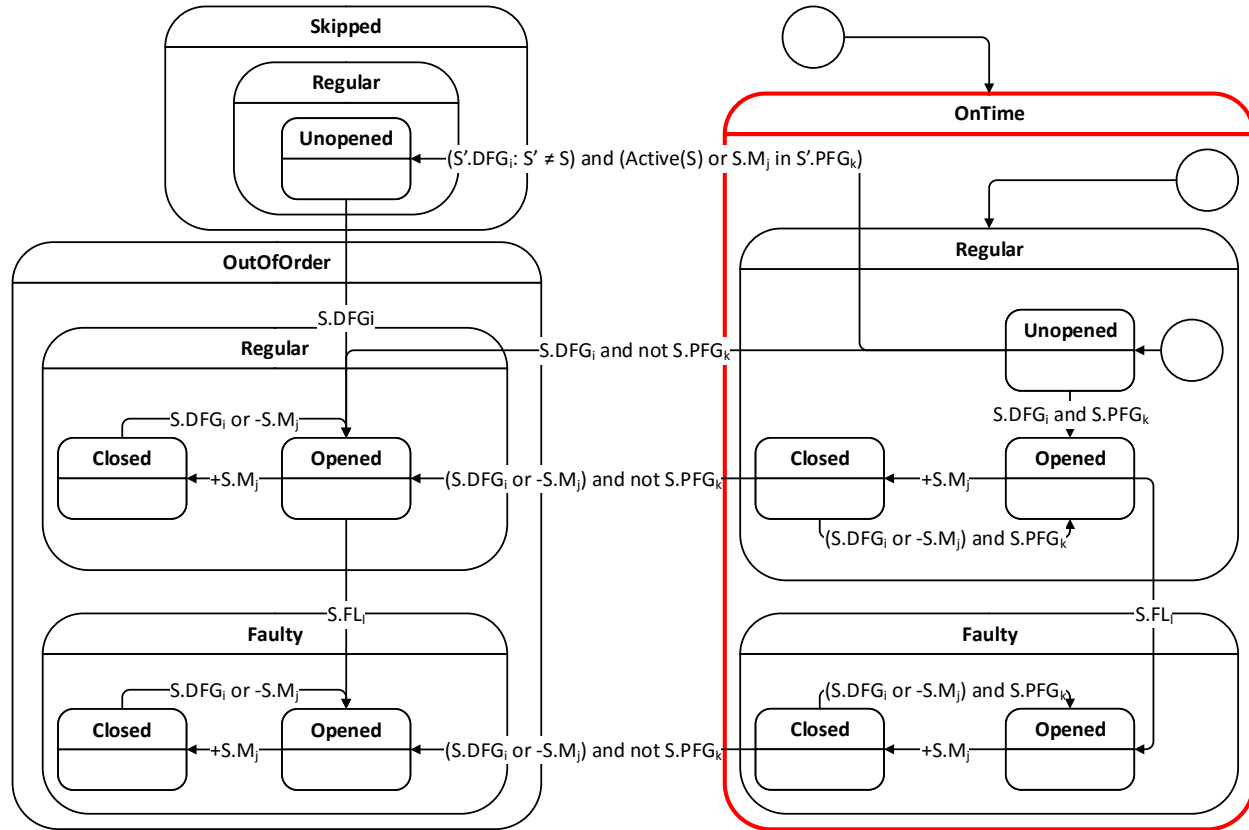 Skipped
Regular
OnTime
Unopened
(S'.DFGᵢ: S' ≠ S) and (Active(S) or S.Mⱼ in S'.PFGₖ)
Regular
OutOfOrder
S.DFGi
Unopened
Regular
S.DFGᵢ and not S.PFGₖ
S.DFGᵢ or -S.Mⱼ
S.DFGᵢ and S.PFGₖ
Closed
Opened
Closed
Opened
+S.Mⱼ
(S.DFGᵢ or -S.Mⱼ) and not S.PFGₖ
+S.Mⱼ
(S.DFGᵢ or -S.Mⱼ) and S.PFGₖ
S.FLₗ
S.FLₗ
Faulty
Faulty
S.DFGᵢ or -S.Mⱼ
(S.DFGᵢ or -S.Mⱼ) and S.PFGₖ
Closed
Opened
Closed
Opened
+S.Mⱼ
(S.DFGᵢ or -S.Mⱼ) and not S.PFGₖ
+S.Mⱼ